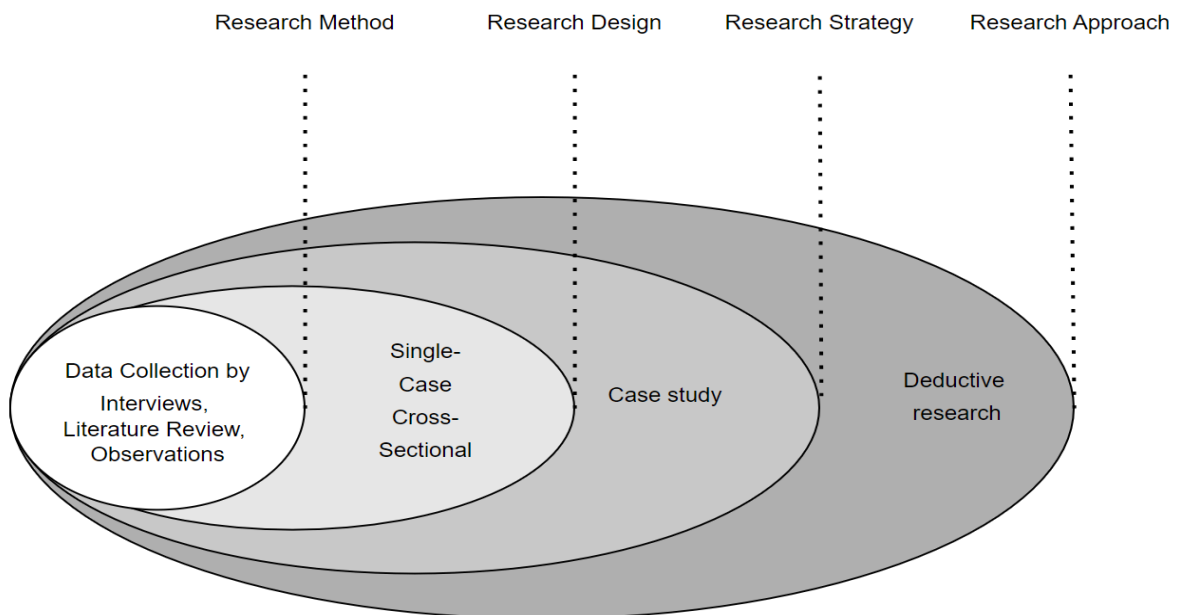 Research Method
Research Design
Research Strategy
Research Approach
Data Collection by
Interviews,
Literature Review,
Observations
Single-
Case
Cross-
Sectional
Case study
Deductive
research